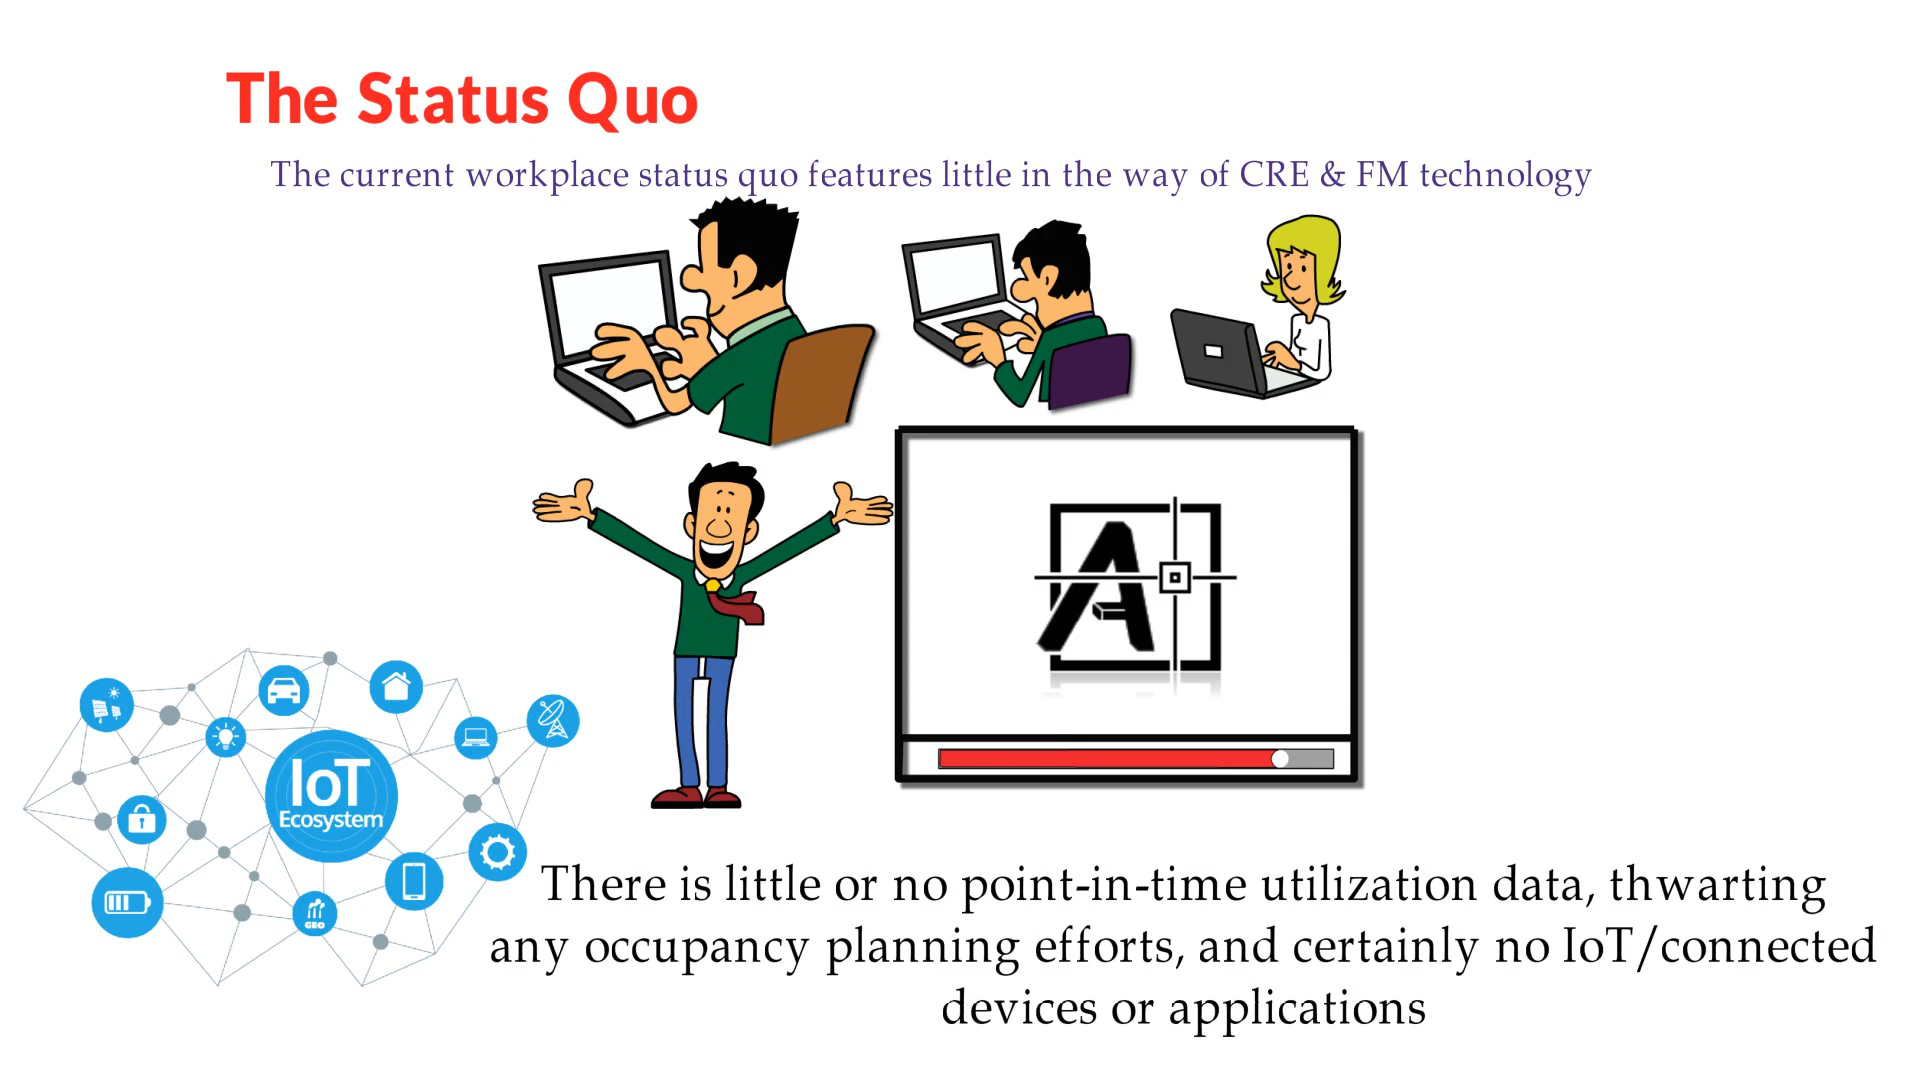 The Status Quo
The current workplace status quo features little in the way of CRE & FM technology
A
IoT
Ecosystem
GEO
There is little or no point-in-time utilization data, thwarting
any occupancy planning efforts, and certainly no IoT/connected
devices or applications